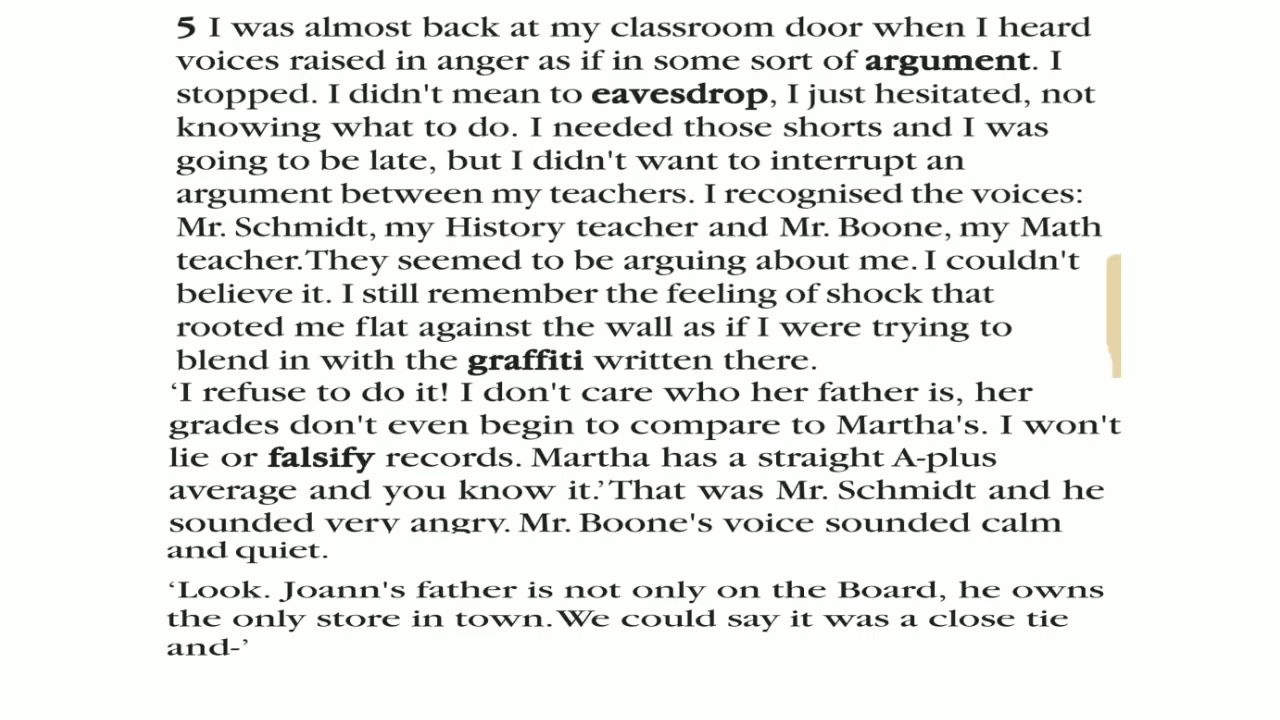 5 I was almost back at my classroom door when I heard
voices raised in anger as if in some sort of argument. I
stopped. I didn't mean to eavesdrop, I just hesitated, not
knowing what to do. I needed those shorts and I was
going to be late, but I didn't want to interrupt an
argument between my teachers. I recognised the voices:
Mr. Schmidt, my History teacher and Mr. Boone, my Math
teacher. They seemed to be arguing about me. I couldn't
believe it. I still remember the feeling of shock that
rooted me flat against the wall as if I were trying to
blend in with the graffiti written there.
‘I refuse to do it! I don't care who her father is, her
grades don't even begin to compare to Martha's. I won't
lie or falsify records. Martha has a straight A-plus
average and you know it.’ That was Mr. Schmidt and he
sounded very angry. Mr. Boone's voice sounded calm
and quiet.
‘Look. Joann's father is not only on the Board, he owns
the only store in town. We could say it was a close tie
and-’